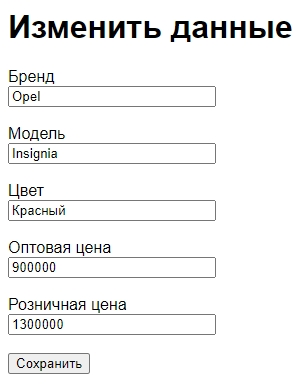 Изменить данные
Бренд
Opel
Модель
Insignia
Цвет
Красный
Оптовая цена
900000
Розничная цена
1300000
Сохранить